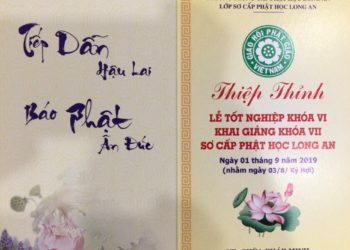 Tiếp Dẫn
Hậu Lai
Báo Phật
Ân Đức
LỚP SƠ CẤP PHẬT HỌC LONG AN
GIÁO HỘI PHẬT GIÁO
VIỆT NAM
Thiệp Thỉnh
LỄ TỐT NGHIỆP KHÓA VI
KHAI GIẢNG KHÓA VII
SƠ CẤP PHẬT HỌC LONG AN
Ngày 01 tháng 9 năm 2019
(nhằm ngày 03/8/ Kỷ Hợi)